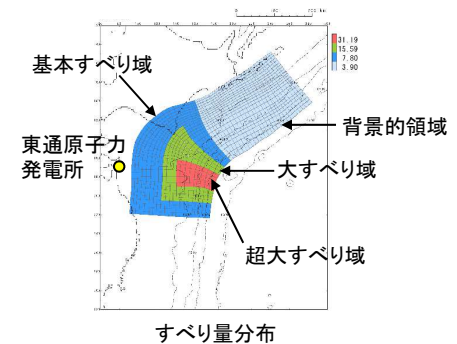 31.19
15.59
7.80
3.90
基本すべり域
背景的領域
東通原子力
発電所
大すべり域
超大すべり域
すべり量分布